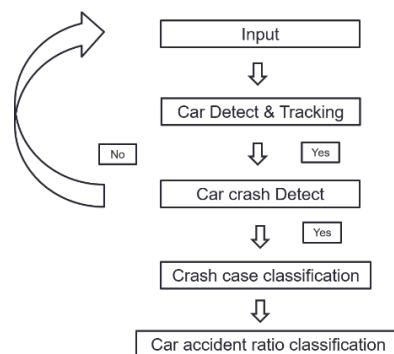 Input
Car Detect & Tracking
No
Yes
Car crash Detect
Yes
Crash case classification
Car accident ratio classification